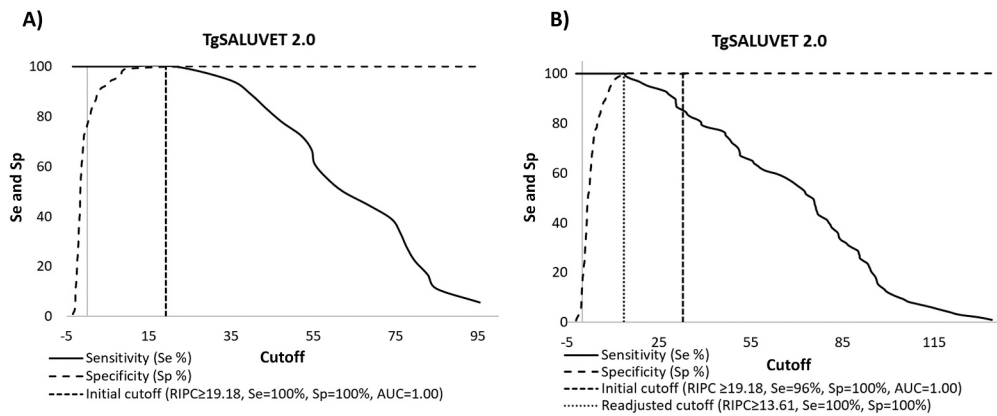 A)
TgSALUVET 2.0
Se and Sp
100
80
60
40
20
0
-5 15 35 55 75 95
Cutoff
Sensitivity (Se %)
Specificity (Sp %)
Initial cutoff (RIPC≥19.18, Se=100%, Sp=100%, AUC=1.00)
B)
TgSALUVET 2.0
Se and Sp
100
80
60
40
20
0
-5 25 55 85 115
Cutoff
Sensitivity (Se %)
Specificity (Sp %)
Initial cutoff (RIPC ≥19.18, Se=96%, Sp=100%, AUC=1.00)
Readjusted cutoff (RIPC≥13.61, Se=100%, Sp=100%)